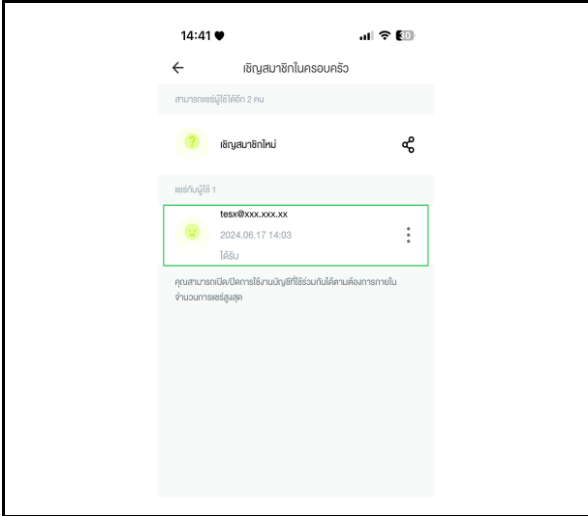 14:41
30
เชิญสมาชิกในครอบครัว
สามารถแชร์ผู้ใช้ได้อีก 2 คน
เชิญสมาชิกใหม่
แชร์กับผู้ใช้ 1
tesx@xxx.xxx.xx
2024.06.17 14:03
ได้รับ
คุณสามารถเปิด/ปิดการใช้งานบัญชีที่ใช้ร่วมกันได้ตามต้องการภายใน
จำนวนการแชร์สูงสุด